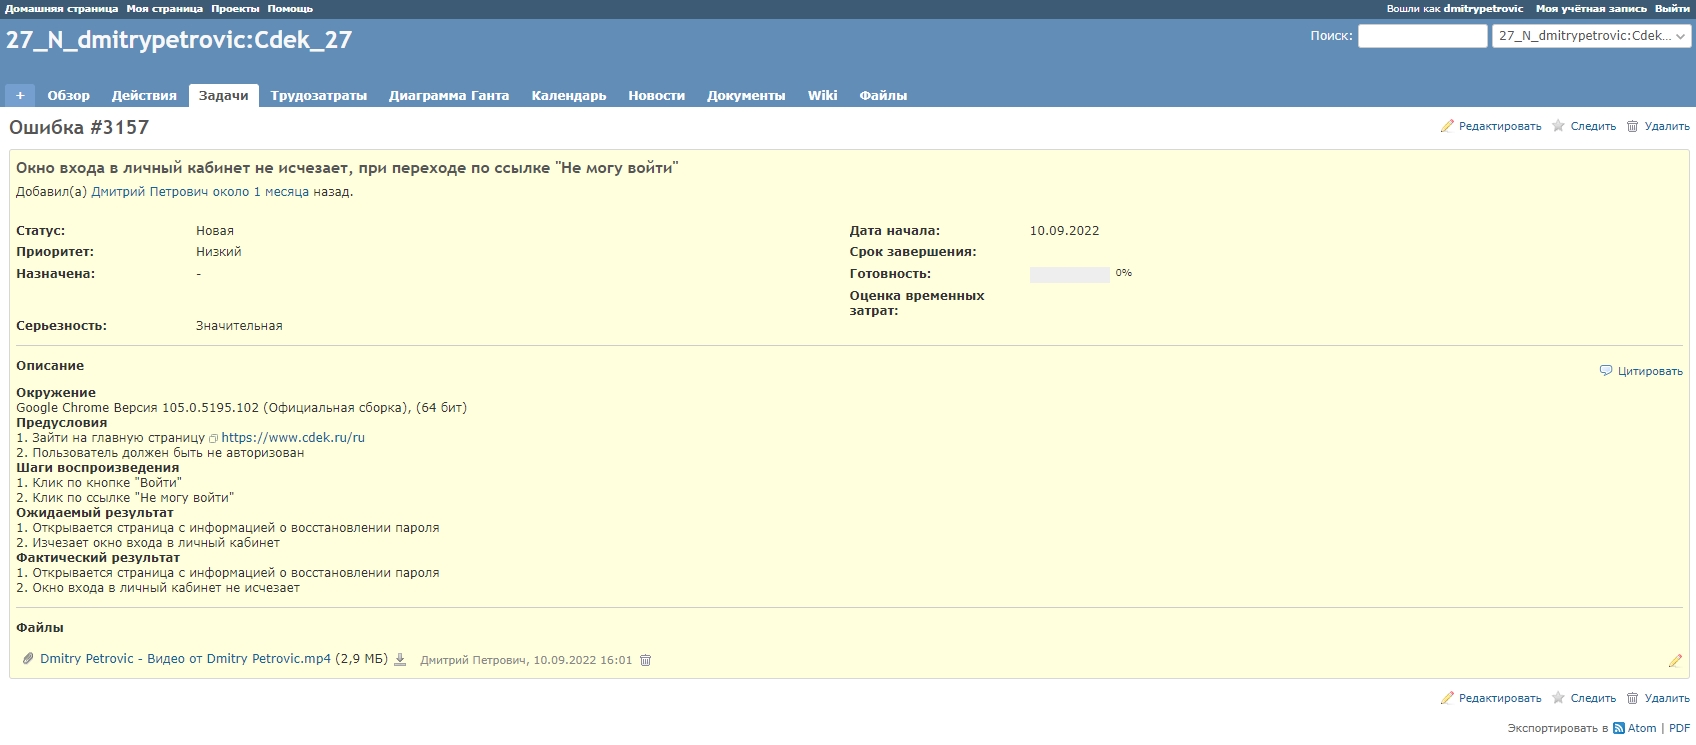 Домашняя страница Моя страница Проекты Помощь Вошли как dmitrypetrovic Моя учётная запись Выйти
27_N_dmitrypetrovic:Cdek_27 Поиск: 27_N_dmitrypetrovic:Cdek...
+ Обзор Действия Задачи Трудозатраты Диаграмма Ганта Календарь Новости Документы Wiki Файлы
Ошибка #3157 Редактировать Следить Удалить
Окно входа в личный кабинет не исчезает, при переходе по ссылке "Не могу войти"
Добавил(а) Дмитрий Петрович около 1 месяца назад.
Статус: Новая Дата начала: 10.09.2022
Приоритет: Низкий Срок завершения:
Назначена: - Готовность: 0%
Оценка временных
затрат:
Серьезность: Значительная
Описание Цитировать
Окружение
Google Chrome Версия 105.0.5195.102 (Официальная сборка), (64 бит)
Предусловия
1. Зайти на главную страницу https://www.cdek.ru/ru
2. Пользователь должен быть не авторизован
Шаги воспроизведения
1. Клик по кнопке "Войти"
2. Клик по ссылке "Не могу войти"
Ожидаемый результат
1. Открывается страница с информацией о восстановлении пароля
2. Изчезает окно входа в личный кабинет
Фактический результат
1. Открывается страница с информацией о восстановлении пароля
2. Окно входа в личный кабинет не исчезает
Файлы
Dmitry Petrovic - Видео от Dmitry Petrovic.mp4 (2,9 МБ) Дмитрий Петрович, 10.09.2022 16:01
Редактировать Следить Удалить
Экспортировать в Atom | PDF